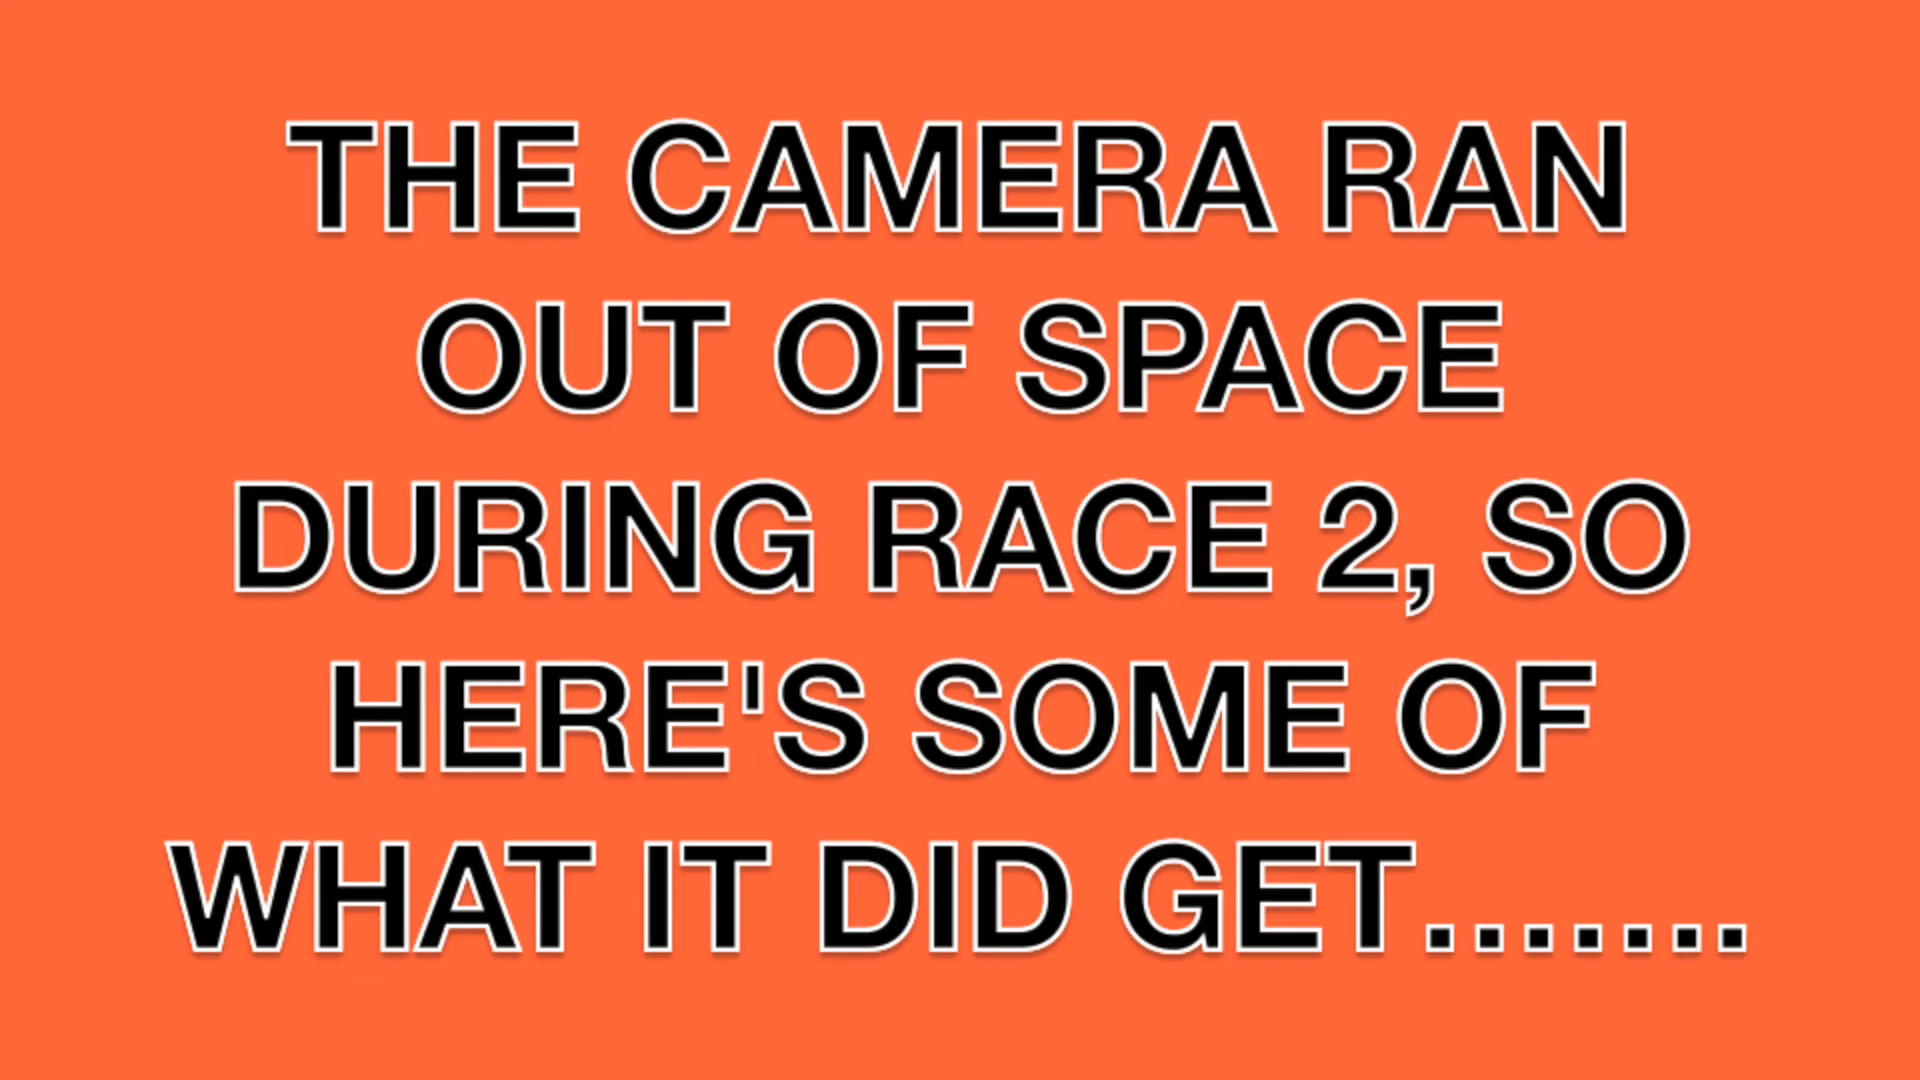 THE CAMERA RAN
OUT OF SPACE
DURING RACE 2, SO
HERE'S SOME OF
WHAT IT DID GET.......